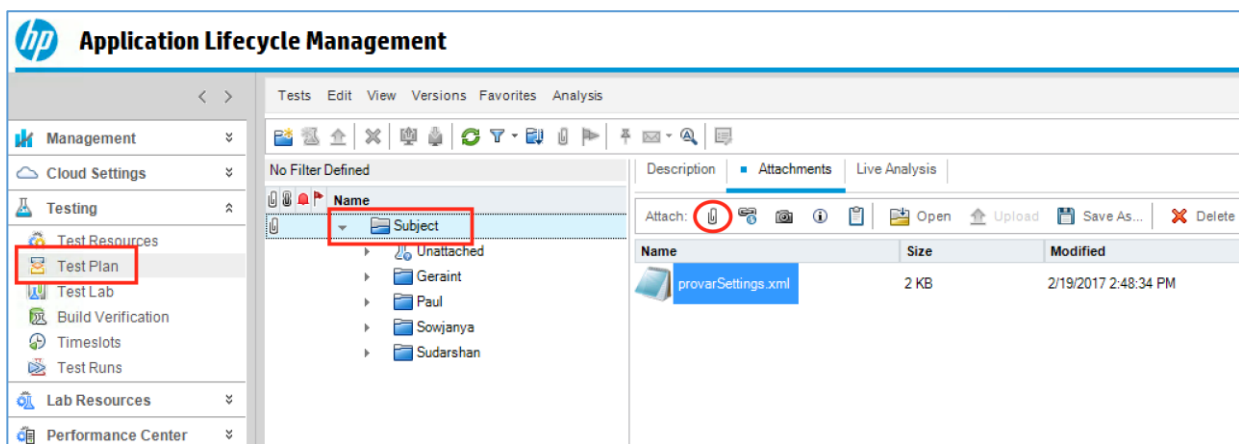 hp Application Lifecycle Management
Tests Edit View Versions Favorites Analysis
Management
Cloud Settings
Testing
Test Resources
Test Plan
Test Lab
Build Verification
Timeslots
Test Runs
Lab Resources
Performance Center
No Filter Defined
Name
Subject
Unattached
Geraint
Paul
Sowjanya
Sudarshan
Description Attachments Live Analysis
Attach: Open Upload Save As... Delete
Name Size Modified
provarSettings.xml 2 KB 2/19/2017 2:48:34 PM